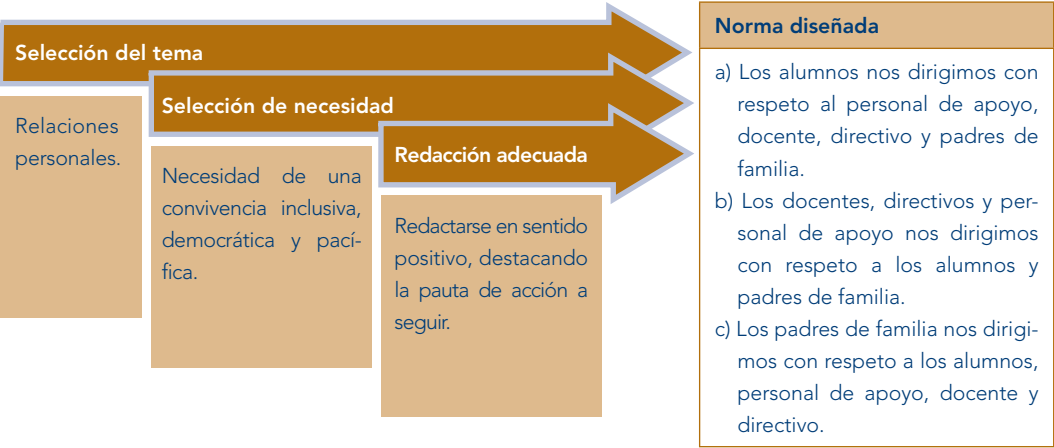 Selección del tema
Relaciones
personales.
Selección de necesidad
Necesidad de una
convivencia inclusiva,
democrática y pací-
fica.
Redacción adecuada
Redactarse en sentido
positivo, destacando
la pauta de acción a
seguir.
Norma diseñada
a) Los alumnos nos dirigimos con
respeto al personal de apoyo,
docente, directivo y padres de
familia.
b) Los docentes, directivos y per-
sonal de apoyo nos dirigimos
con respeto a los alumnos y
padres de familia.
c) Los padres de familia nos dirigi-
mos con respeto a los alumnos,
personal de apoyo, docente y
directivo.